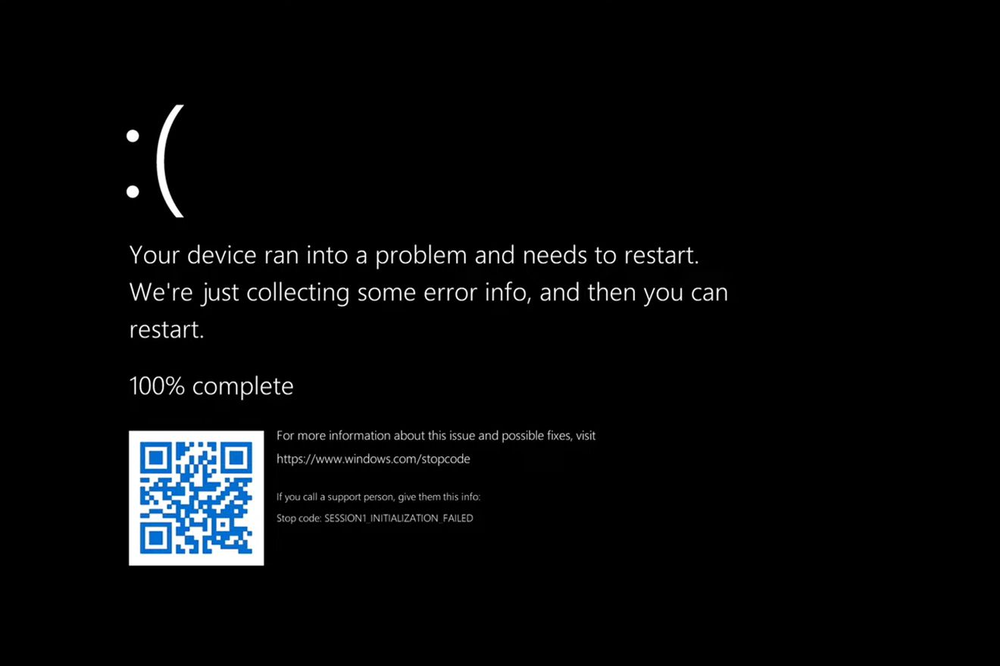 :(
Your device ran into a problem and needs to restart.
We're just collecting some error info, and then you can
restart.
100% complete
For more information about this issue and possible fixes, visit
https://www.windows.com/stopcode
If you call a support person, give them this info:
Stop code: SESSION1_INITIALIZATION_FAILED